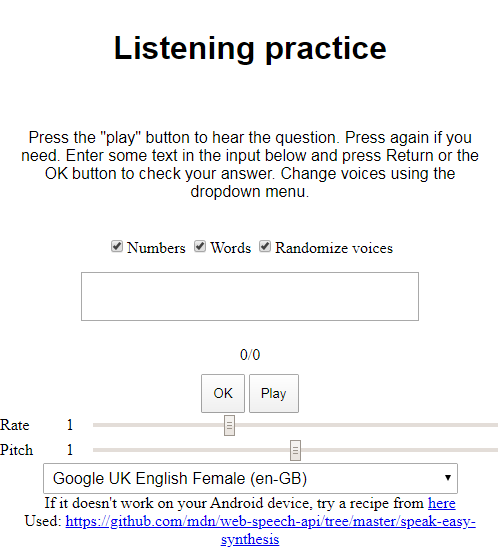 Listening practice
Press the "play" button to hear the question. Press again if you
need. Enter some text in the input below and press Return or the
OK button to check your answer. Change voices using the
dropdown menu.
Numbers Words Randomize voices
0/0
OK Play
Rate 1
Pitch 1
Google UK English Female (en-GB)
If it doesn't work on your Android device, try a recipe from here
Used: https://github.com/mdn/web-speech-api/tree/master/speak-easy-
synthesis